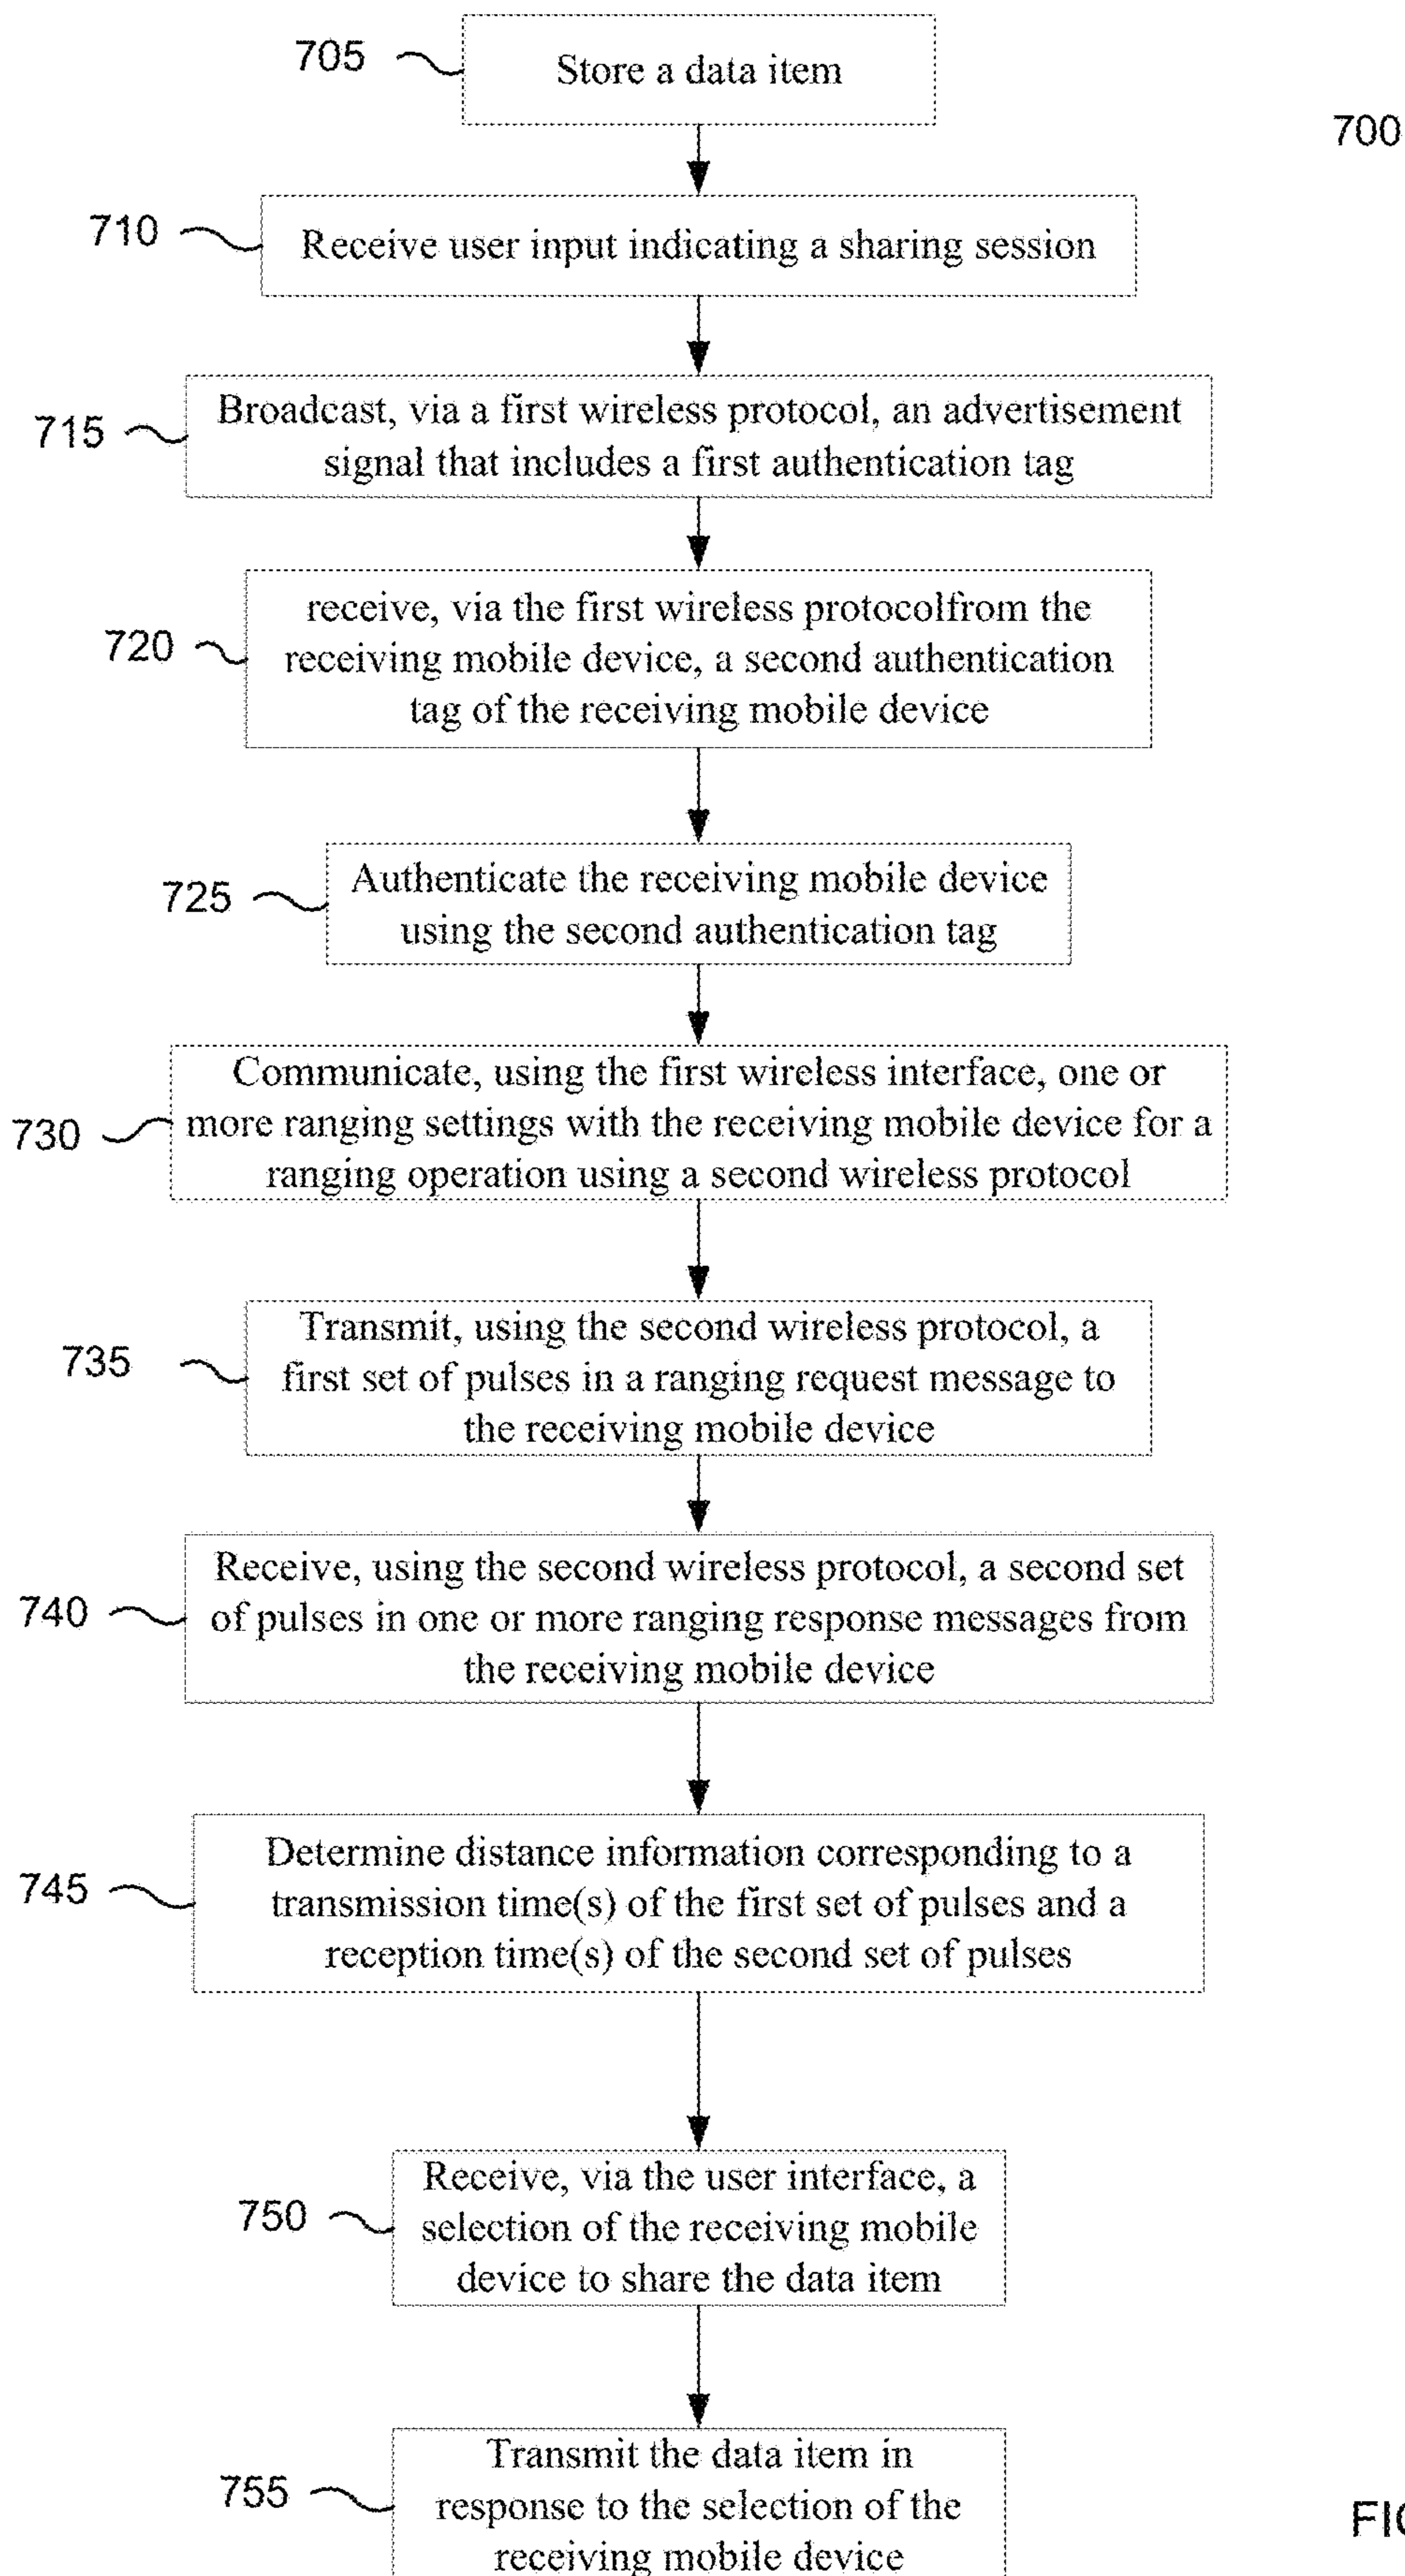 705
Store a data item
700
710
Receive user input indicating a sharing session
715
Broadcast, via a first wireless protocol, an advertisement
signal that includes a first authentication tag
720
receive, via the first wireless protocolfrom the
receiving mobile device, a second authentication
tag of the receiving mobile device
725
Authenticate the receiving mobile device
using the second authentication tag
730
Communicate, using the first wireless interface, one or
more ranging settings with the receiving mobile device for a
ranging operation using a second wireless protocol
735
Transmit, using the second wireless protocol, a
first set of pulses in a ranging request message to
the receiving mobile device
740
Receive, using the second wireless protocol, a second set
of pulses in one or more ranging response messages from
the receiving mobile device
745
Determine distance information corresponding to a
transmission time(s) of the first set of pulses and a
reception time(s) of the second set of pulses
750
Receive, via the user interface, a
selection of the receiving mobile
device to share the data item
755
Transmit the data item in
response to the selection of the
receiving mobile device